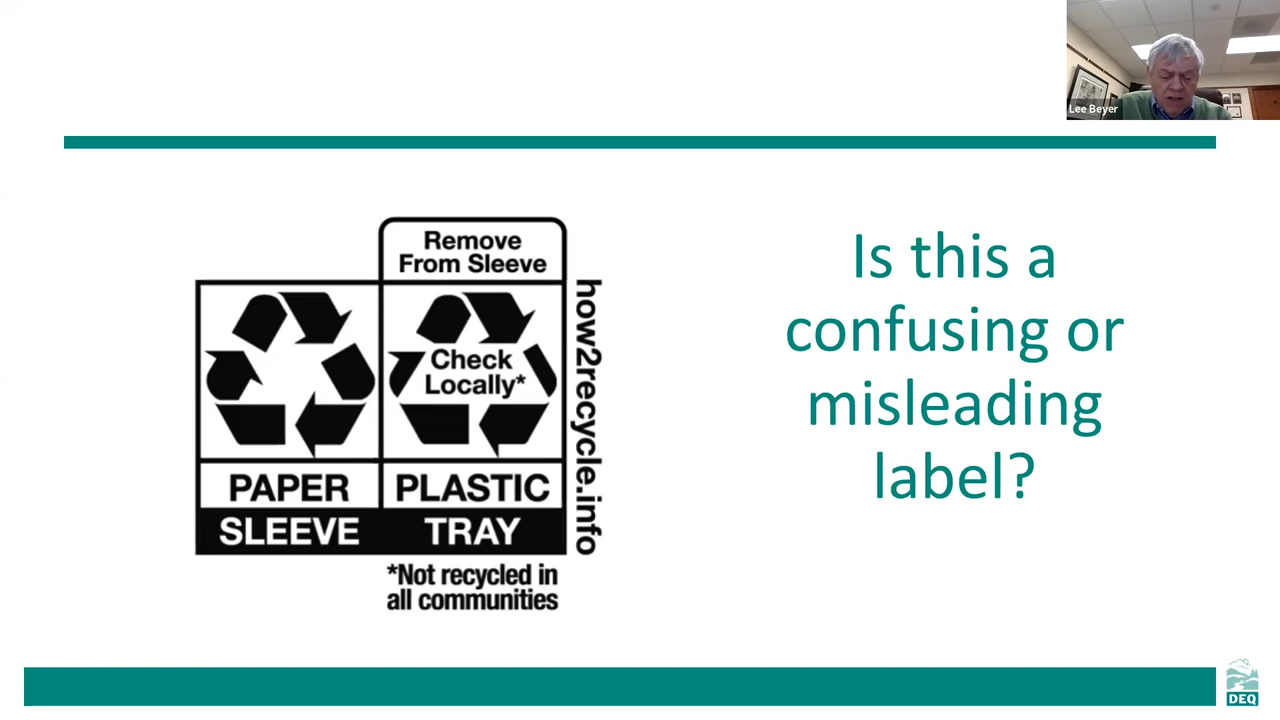 Lee Beyer
Remove
From Sleeve
Check
Locally*
PAPER
PLASTIC
SLEEVE
TRAY
how2recycle.info
*Not recycled in
all communities
Is this a
confusing or
misleading
label?
DEQ